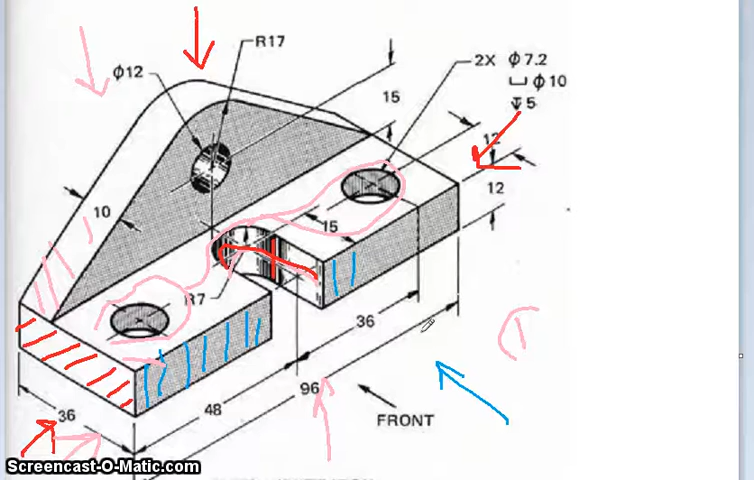 R17
2X ϕ7.2
ϕ12
⌴ ϕ10
↧5
15
12
12
10
15
R7
36
96
48
36
FRONT
Screencast-O-Matic.com